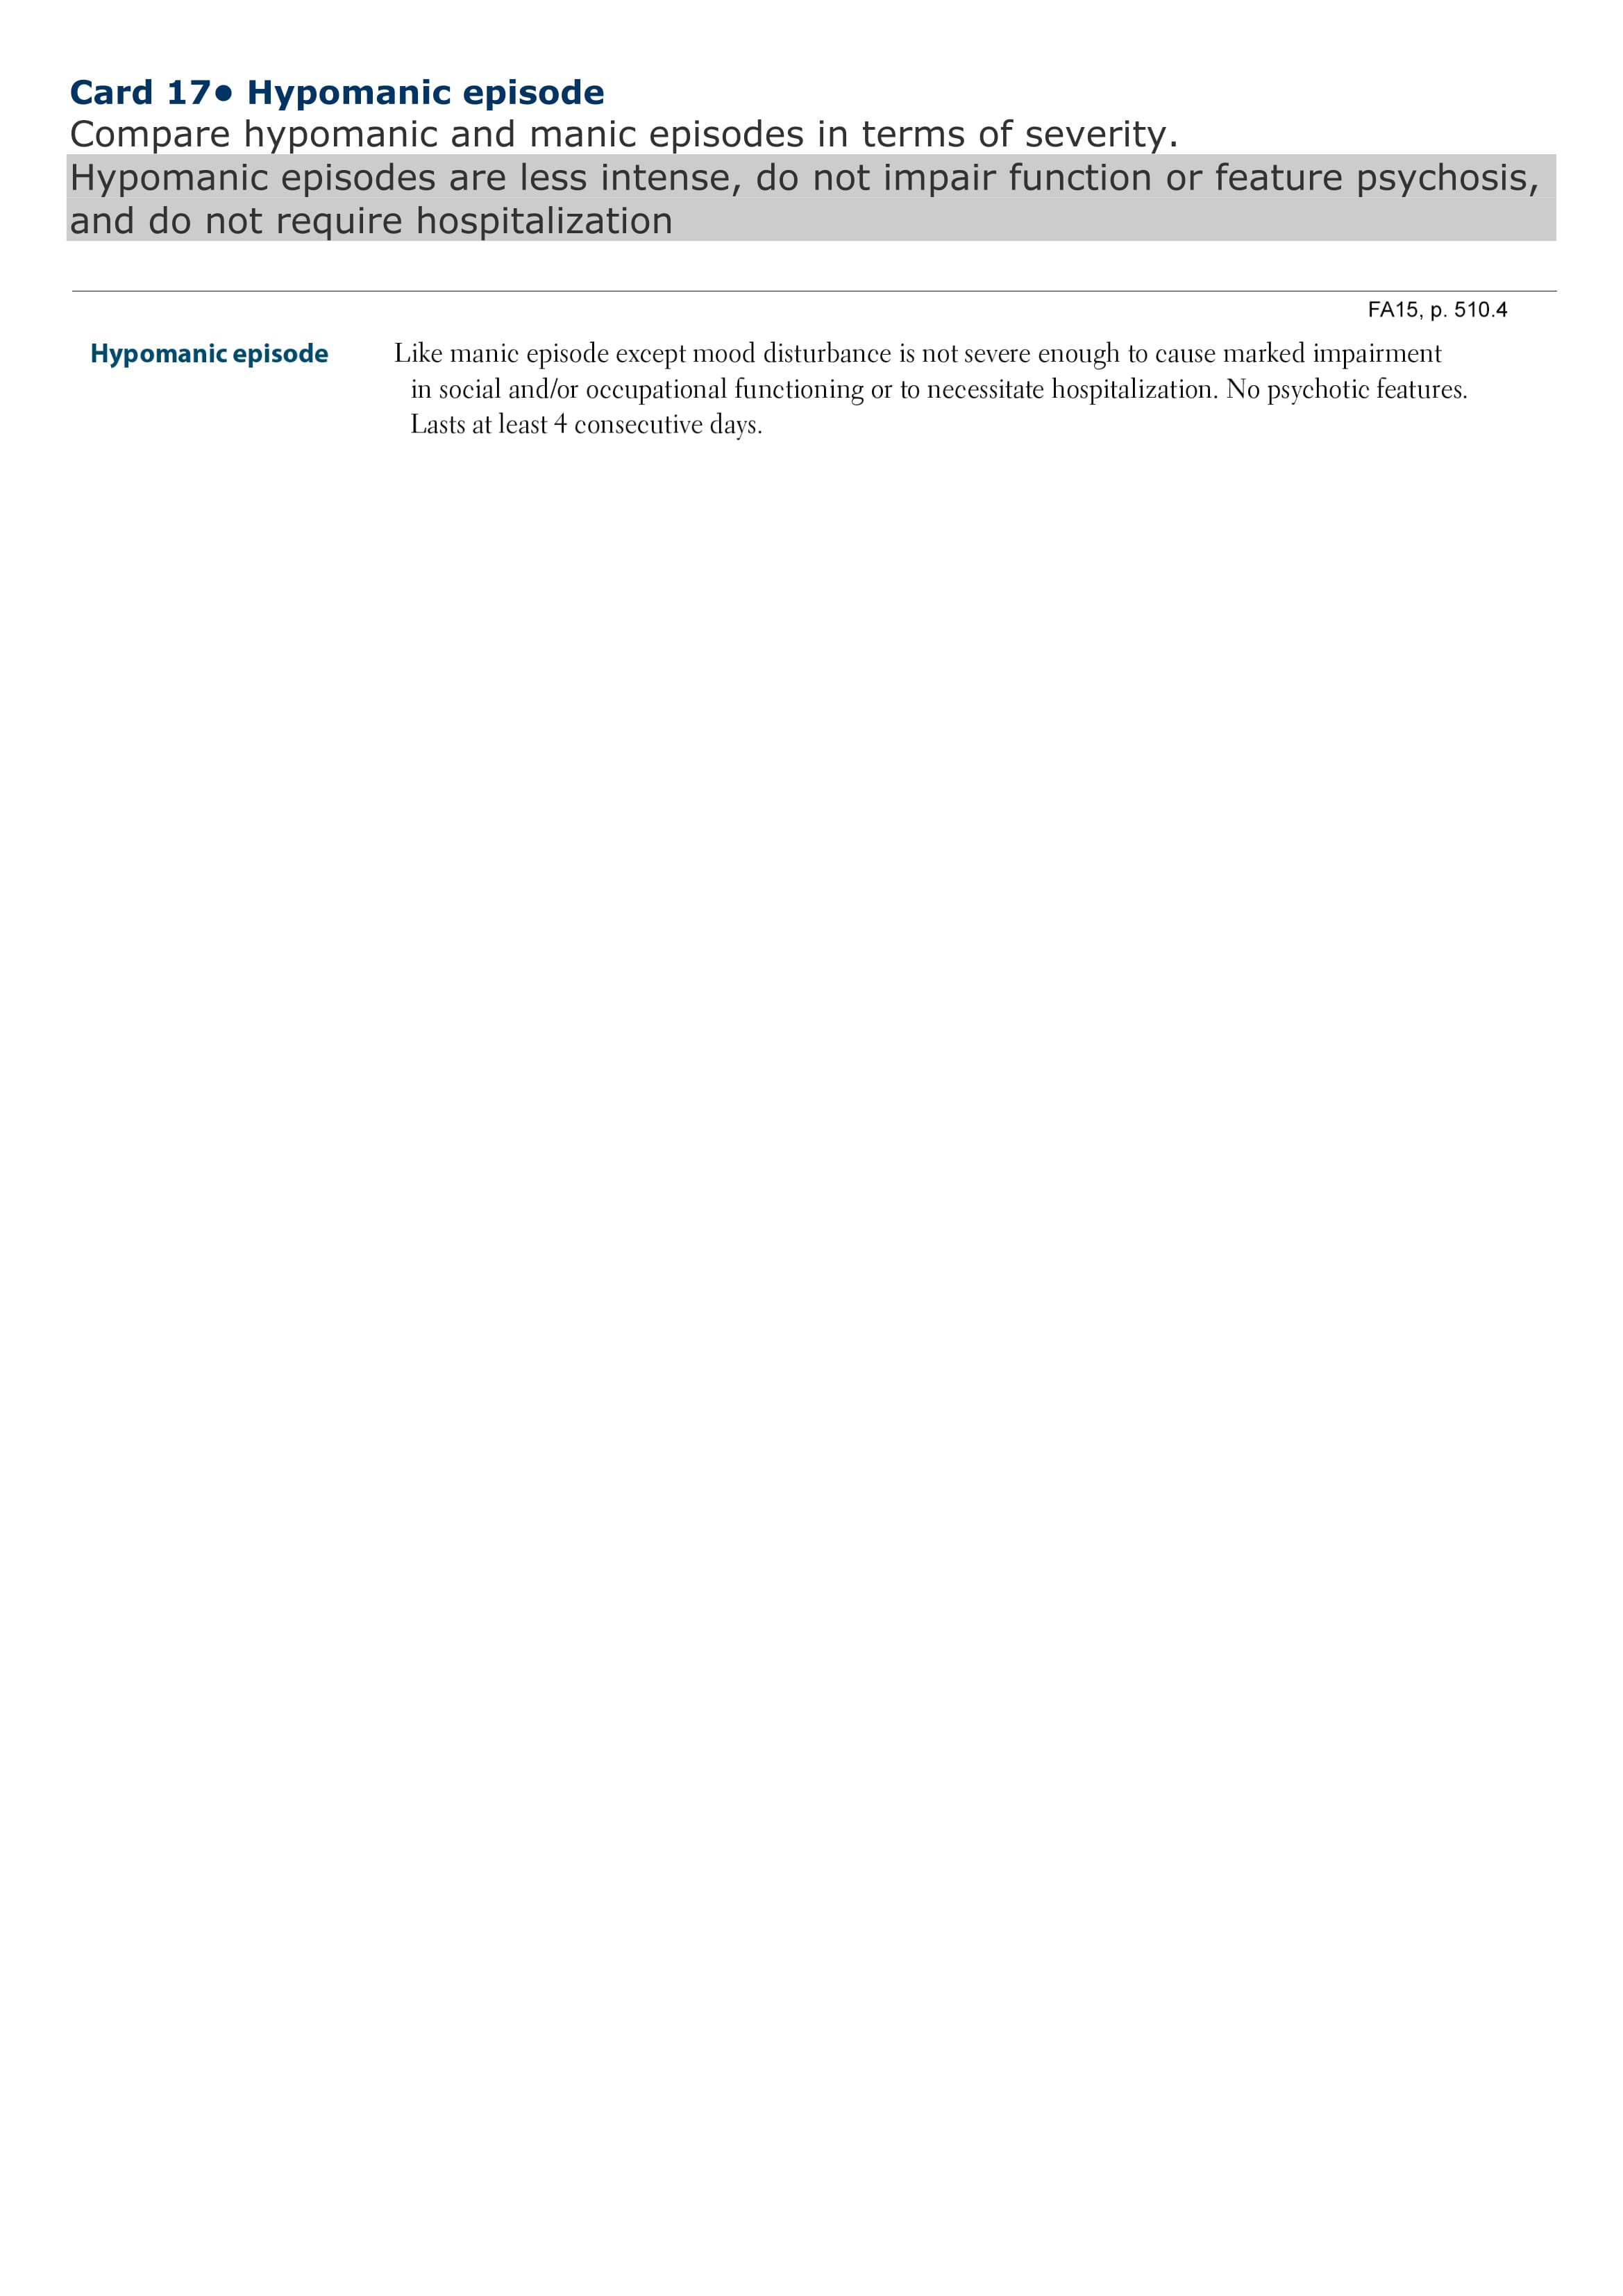 Card 17• Hypomanic episode
Compare hypomanic and manic episodes in terms of severity.
Hypomanic episodes are less intense, do not impair function or feature psychosis,
and do not require hospitalization
FA15, p. 510.4
Hypomanic episode Like manic episode except mood disturbance is not severe enough to cause marked impairment
in social and/or occupational functioning or to necessitate hospitalization. No psychotic features.
Lasts at least 4 consecutive days.